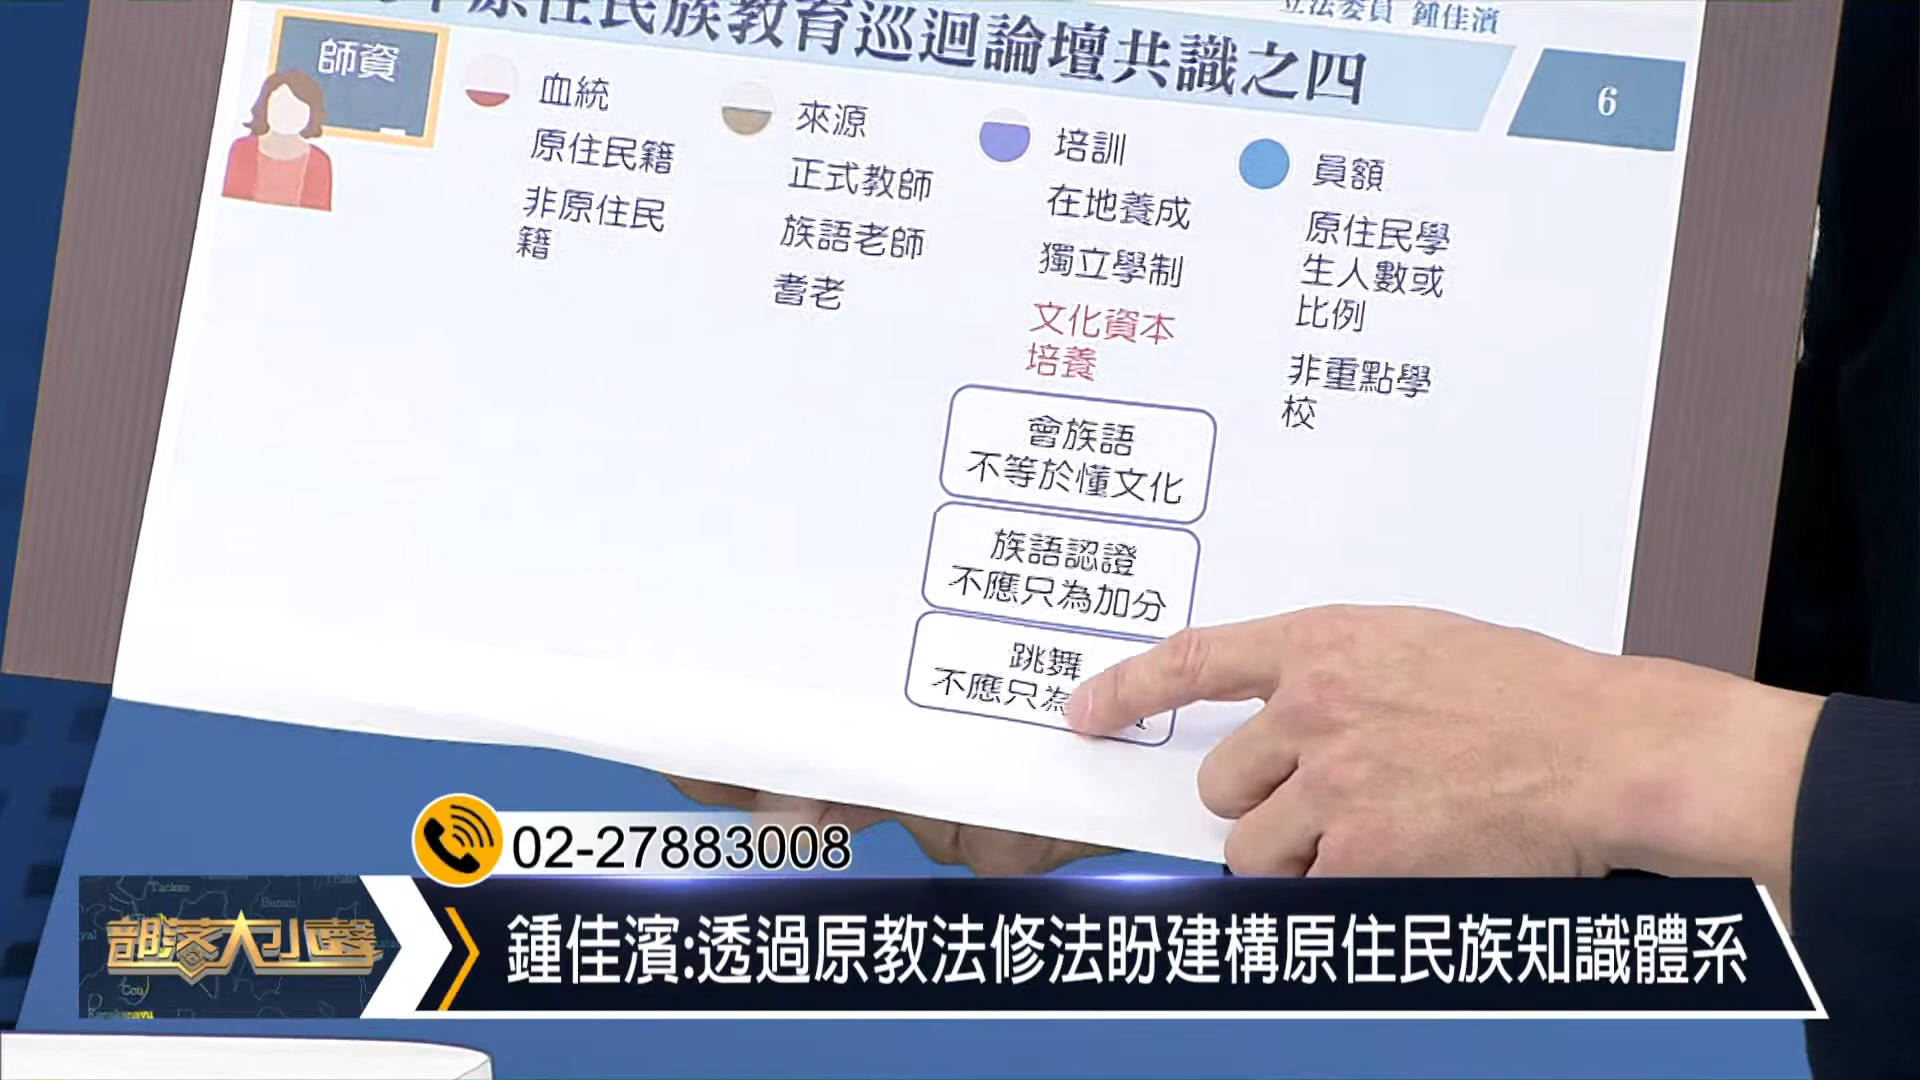 原住民族教育巡迴論壇共識之四
立法委員 鍾佳濱
6
師資
血統
原住民籍
非原住民
籍
來源
正式教師
族語老師
耆老
培訓
在地養成
獨立學制
文化資本
培養
會族語
不等於懂文化
族語認證
不應只為加分
跳舞
不應只為
員額
原住民學
生人數或
比例
非重點學
校
02-27883008
部落大小聲
鍾佳濱:透過原教法修法盼建構原住民族知識體系
Bunun
Cou
Kanakanavu